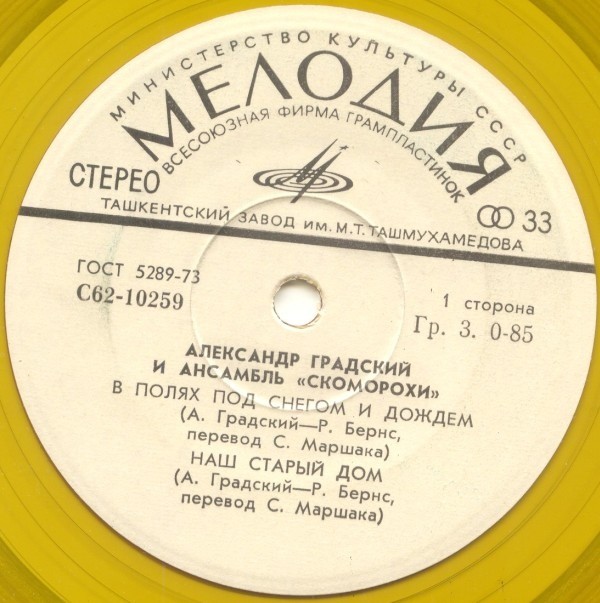 МИНИСТЕРСТВО КУЛЬТУРЫ СССР
МЕЛОДИЯ
ВСЕСОЮЗНАЯ ФИРМА ГРАМПЛАСТИНОК
СТЕРЕО
33
ТАШКЕНТСКИЙ ЗАВОД ИМ. М.Т. ТАШМУХАМЕДОВА
ГОСТ 5289-73
С62-10259
1 сторона
Гр. 3. 0-85
АЛЕКСАНДР ГРАДСКИЙ
И АНСАМБЛЬ «СКОМОРОХИ»
В ПОЛЯХ ПОД СНЕГОМ И ДОЖДЕМ
(А. Градский—Р. Бернс,
перевод С. Маршака)
НАШ СТАРЫЙ ДОМ
(А. Градский—Р. Бернс,
перевод С. Маршака)